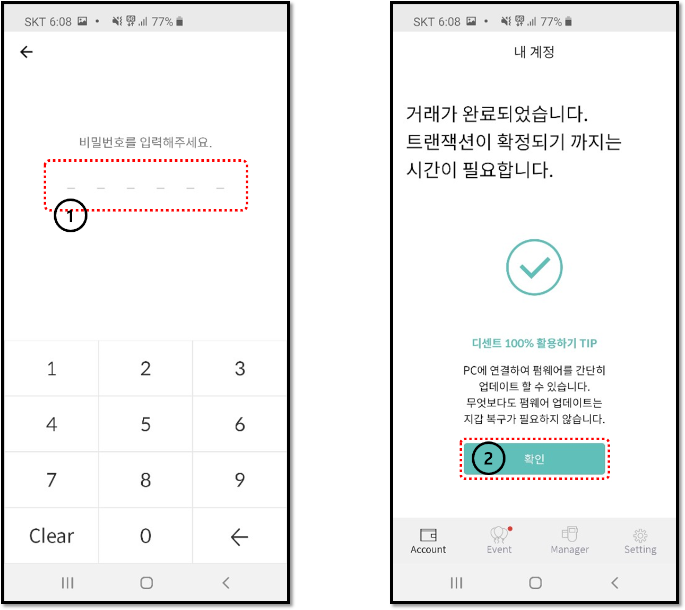 SKT 6:08 77%
비밀번호를 입력해주세요.
1
1 2 3
4 5 6
7 8 9
Clear 0
SKT 6:08 77%
내 계정
거래가 완료되었습니다.
트랜잭션이 확정되기 까지는
시간이 필요합니다.
디센트 100% 활용하기 TIP
PC에 연결하여 펌웨어를 간단히
업데이트 할 수 있습니다.
무엇보다도 펌웨어 업데이트는
지갑 복구가 필요하지 않습니다.
2 확인
Account Event Manager Setting